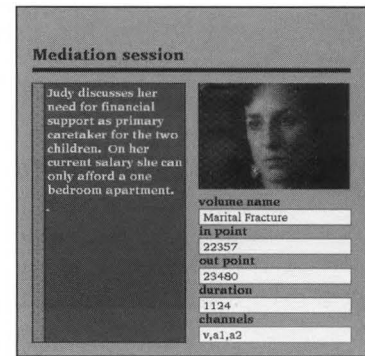 Mediation session
Judy discusses her
need for financial
support as primary
caretaker for the two
children. On her
current salary she can
only afford a one
bedroom apartment.
volume name
Marital Fracture
in point
22357
out point
23480
duration
1124
channels
v,a1,a2